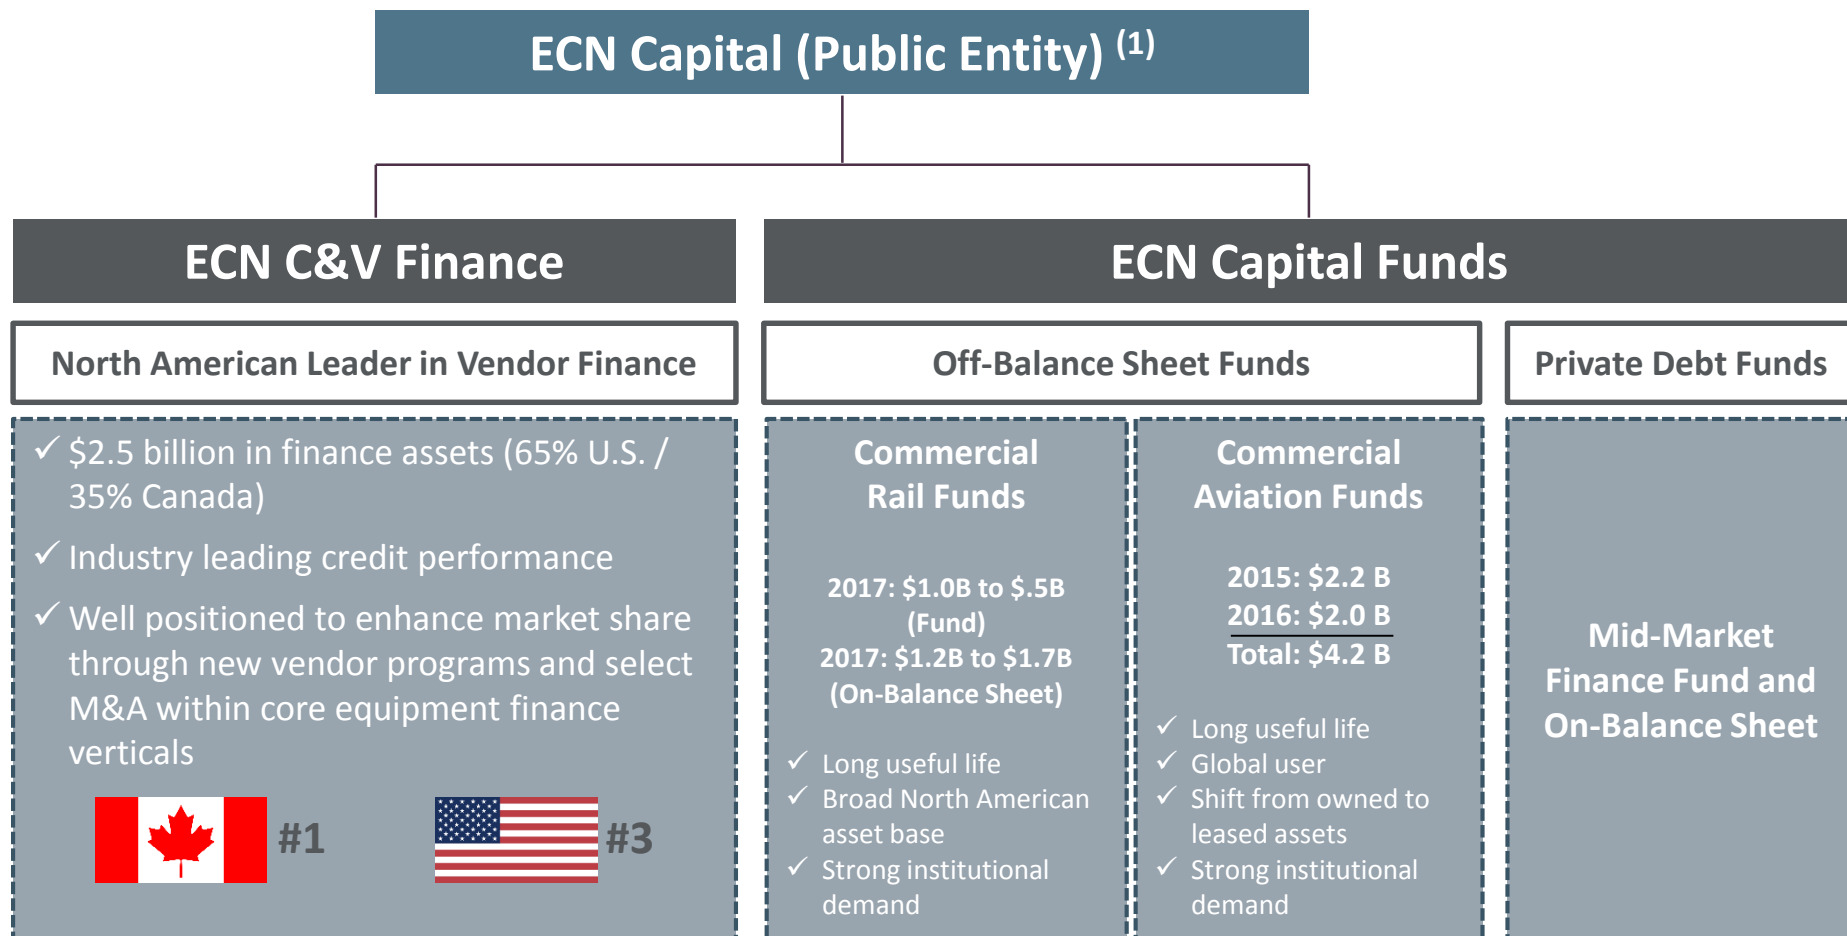 ECN Capital (Public Entity) (1)
ECN C&V Finance
North American Leader in Vendor Finance
✓ $2.5 billion in finance assets (65% U.S. /
35% Canada)
✓ Industry leading credit performance
✓ Well positioned to enhance market share
through new vendor programs and select
M&A within core equipment finance
verticals
#1
#3
ECN Capital Funds
Off-Balance Sheet Funds
Commercial
Rail Funds
2017: $1.0B to $.5B
(Fund)
2017: $1.2B to $1.7B
(On-Balance Sheet)
✓ Long useful life
✓ Broad North American
asset base
✓ Strong institutional
demand
Commercial
Aviation Funds
2015: $2.2 B
2016: $2.0 B
Total: $4.2 B
✓ Long useful life
✓ Global user
✓ Shift from owned to
leased assets
✓ Strong institutional
demand
Private Debt Funds
Mid-Market
Finance Fund and
On-Balance Sheet